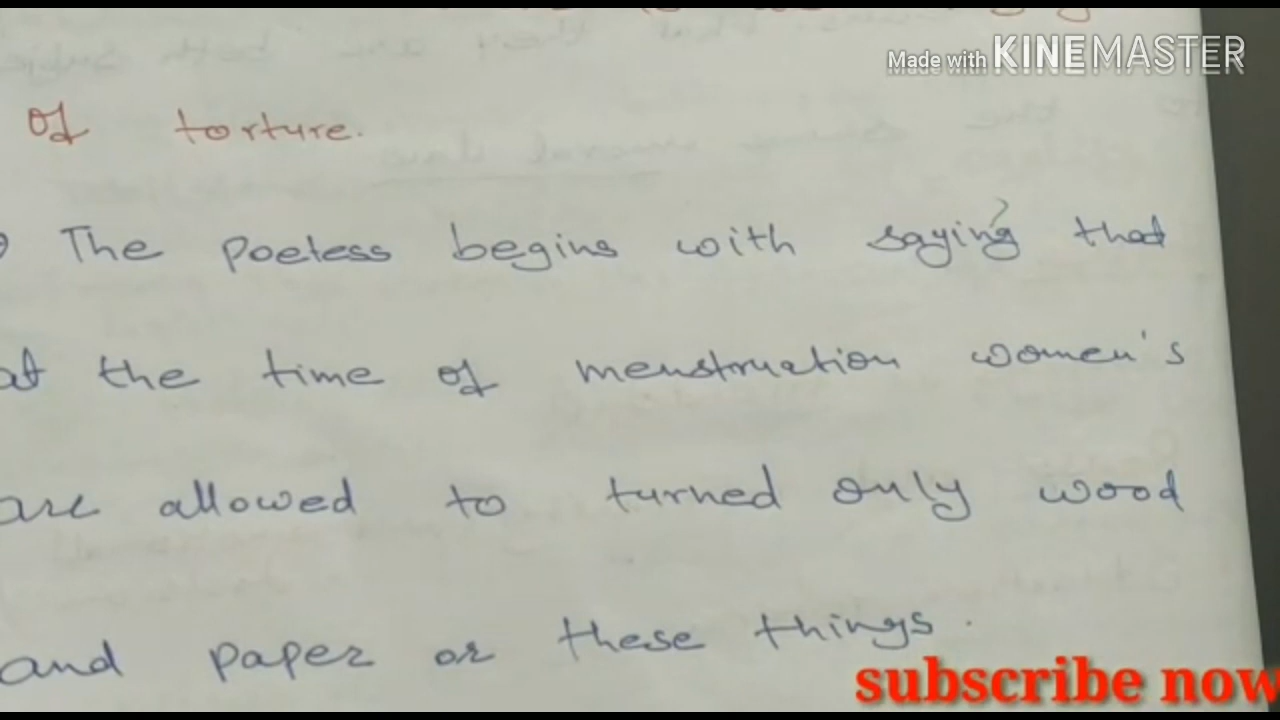 Made with KINEMASTER
of torture.
The poetess begins with saying that
at the time of menstruation women's
are allowed to turned only wood
and paper or these things.
subscribe now